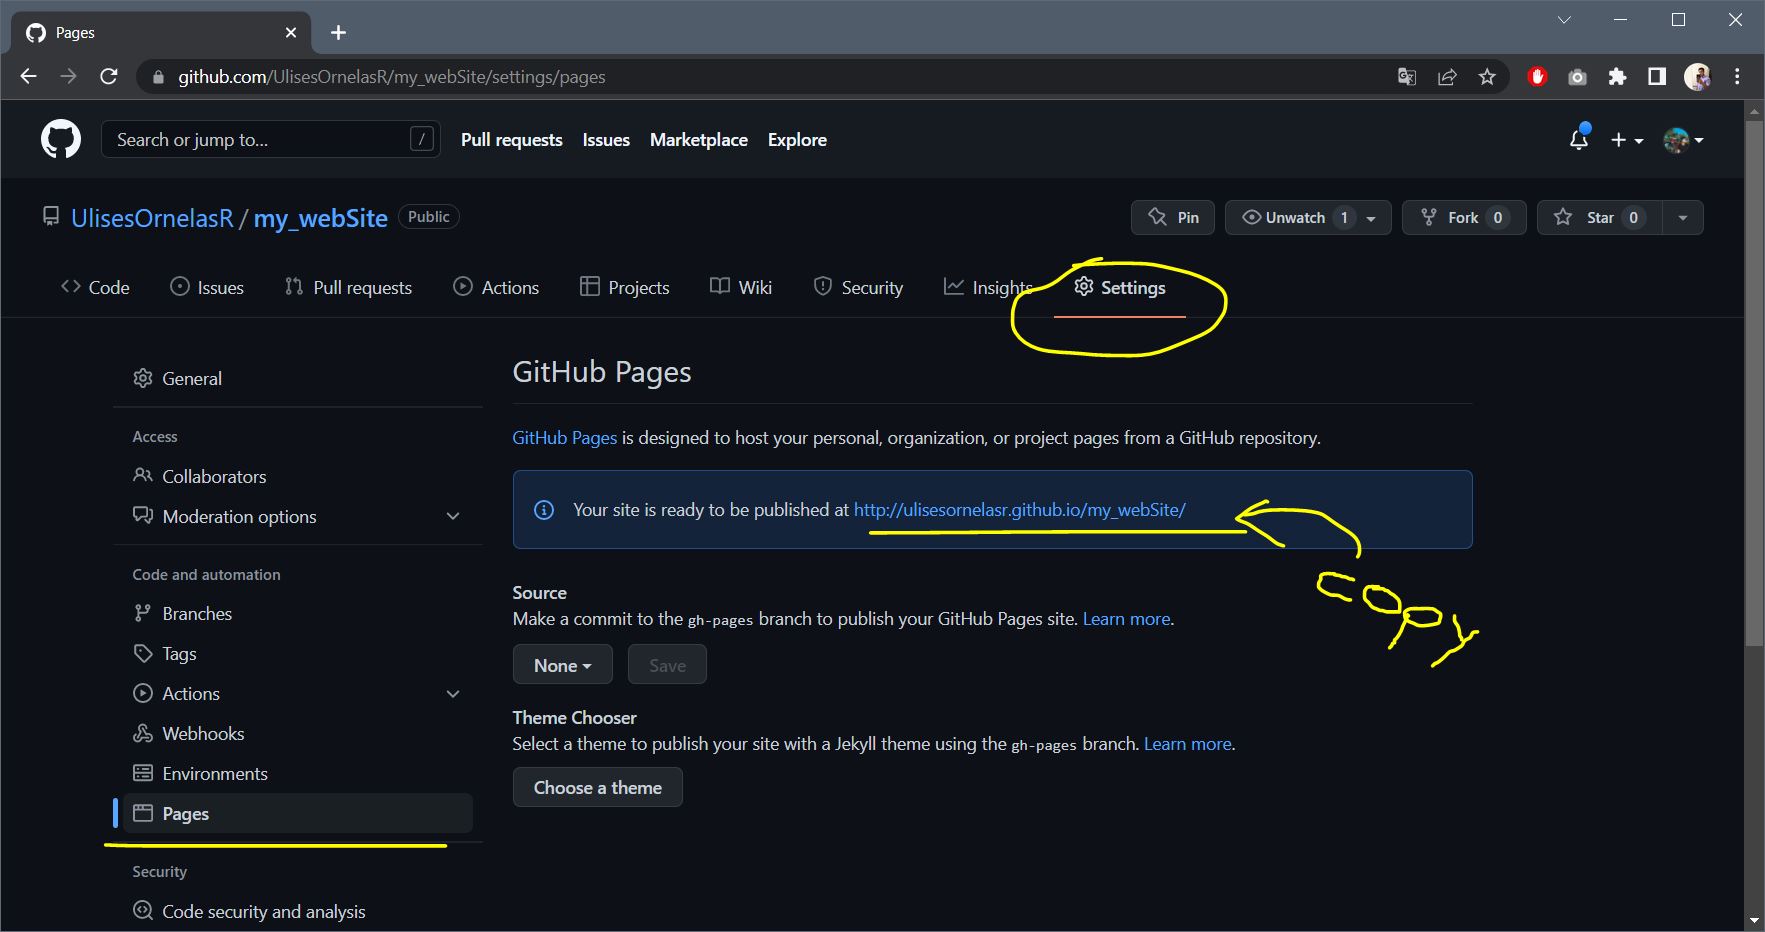 Pages
github.com/UlisesOrnelasR/my_webSite/settings/pages
Search or jump to... /
Pull requests Issues Marketplace Explore
UlisesOrnelasR / my_webSite Public
Pin Unwatch 1 Fork 0 Star 0
Code Issues Pull requests Actions Projects Wiki Security Insights Settings
General
Access
Collaborators
Moderation options
Code and automation
Branches
Tags
Actions
Webhooks
Environments
Pages
Security
Code security and analysis
GitHub Pages
GitHub Pages is designed to host your personal, organization, or project pages from a GitHub repository.
Your site is ready to be published at http://ulisesornelasr.github.io/my_webSite/
copy
Source
Make a commit to the gh-pages branch to publish your GitHub Pages site. Learn more.
None Save
Theme Chooser
Select a theme to publish your site with a Jekyll theme using the gh-pages branch. Learn more.
Choose a theme